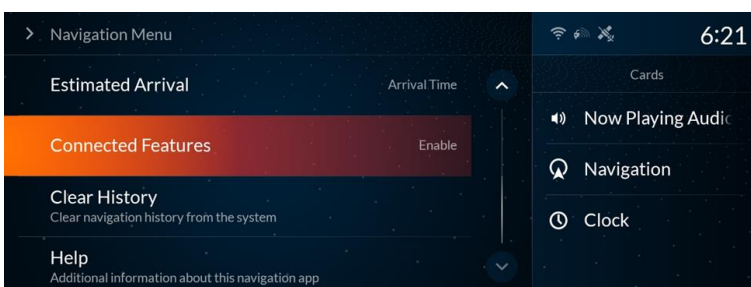 Navigation Menu
6:21
Estimated Arrival
Arrival Time
Cards
Connected Features
Enable
Now Playing Audio
Navigation
Clear History
Clear navigation history from the system
Clock
Help
Additional information about this navigation app